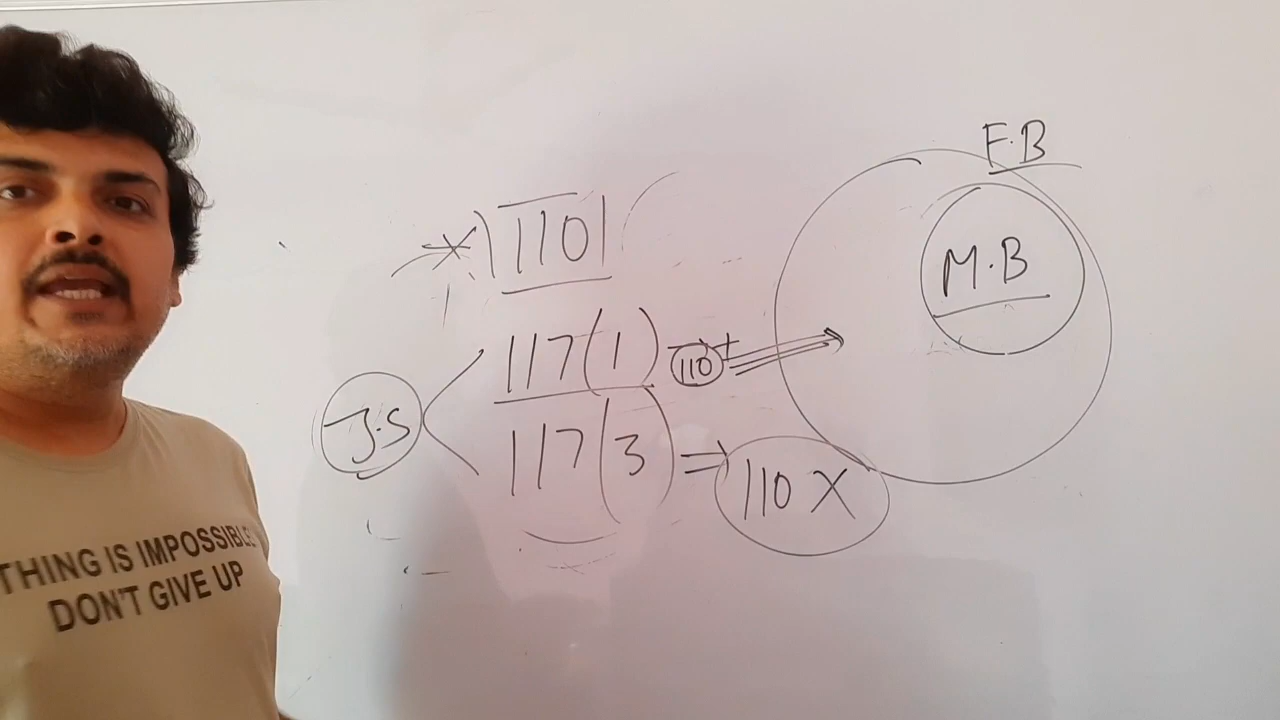 F.B
110
M.B
117(1) → 110+ ⇒
J.S
117(3) ⇒ 110 X
THING IS IMPOSSIBLE
DON'T GIVE UP